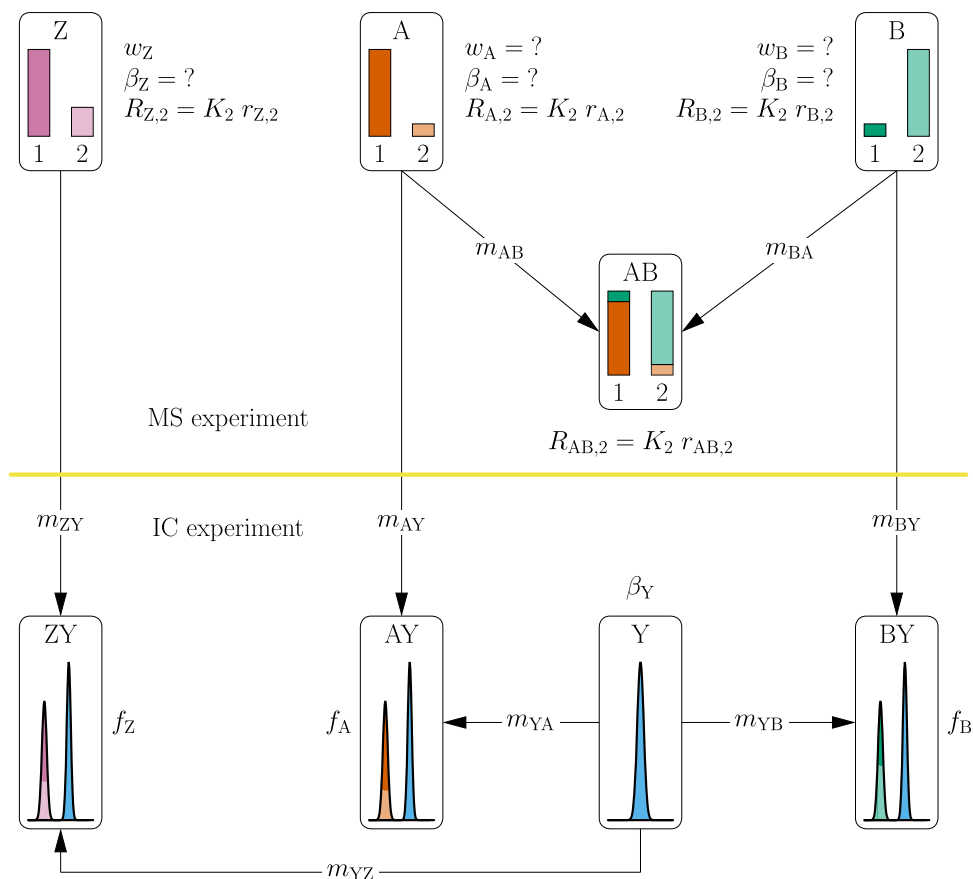 Z
w_Z
β_Z = ?
R_Z,2 = K_2 r_Z,2
1 2
A
w_A = ?
β_A = ?
R_A,2 = K_2 r_A,2
1 2
B
w_B = ?
β_B = ?
R_B,2 = K_2 r_B,2
1 2
m_AB
m_BA
AB
1 2
R_AB,2 = K_2 r_AB,2
MS experiment
IC experiment
m_ZY
m_AY
m_BY
β_Y
ZY
f_Z
AY
f_A
Y
BY
f_B
m_YA
m_YB
m_YZ